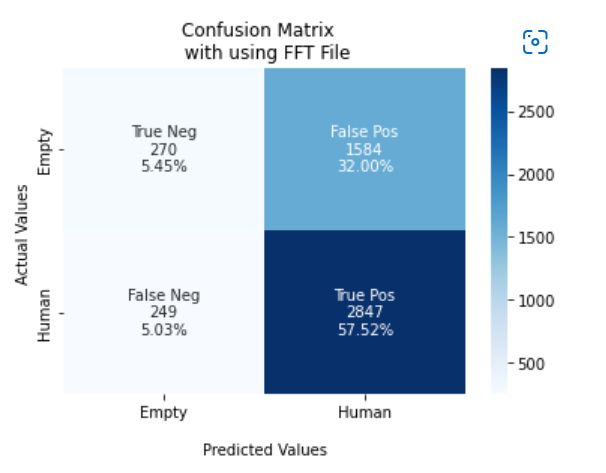 Confusion Matrix
with using FFT File
Actual Values
Empty
Human
True Neg
270
5.45%
False Pos
1584
32.00%
False Neg
249
5.03%
True Pos
2847
57.52%
Empty
Human
Predicted Values
2500
2000
1500
1000
500